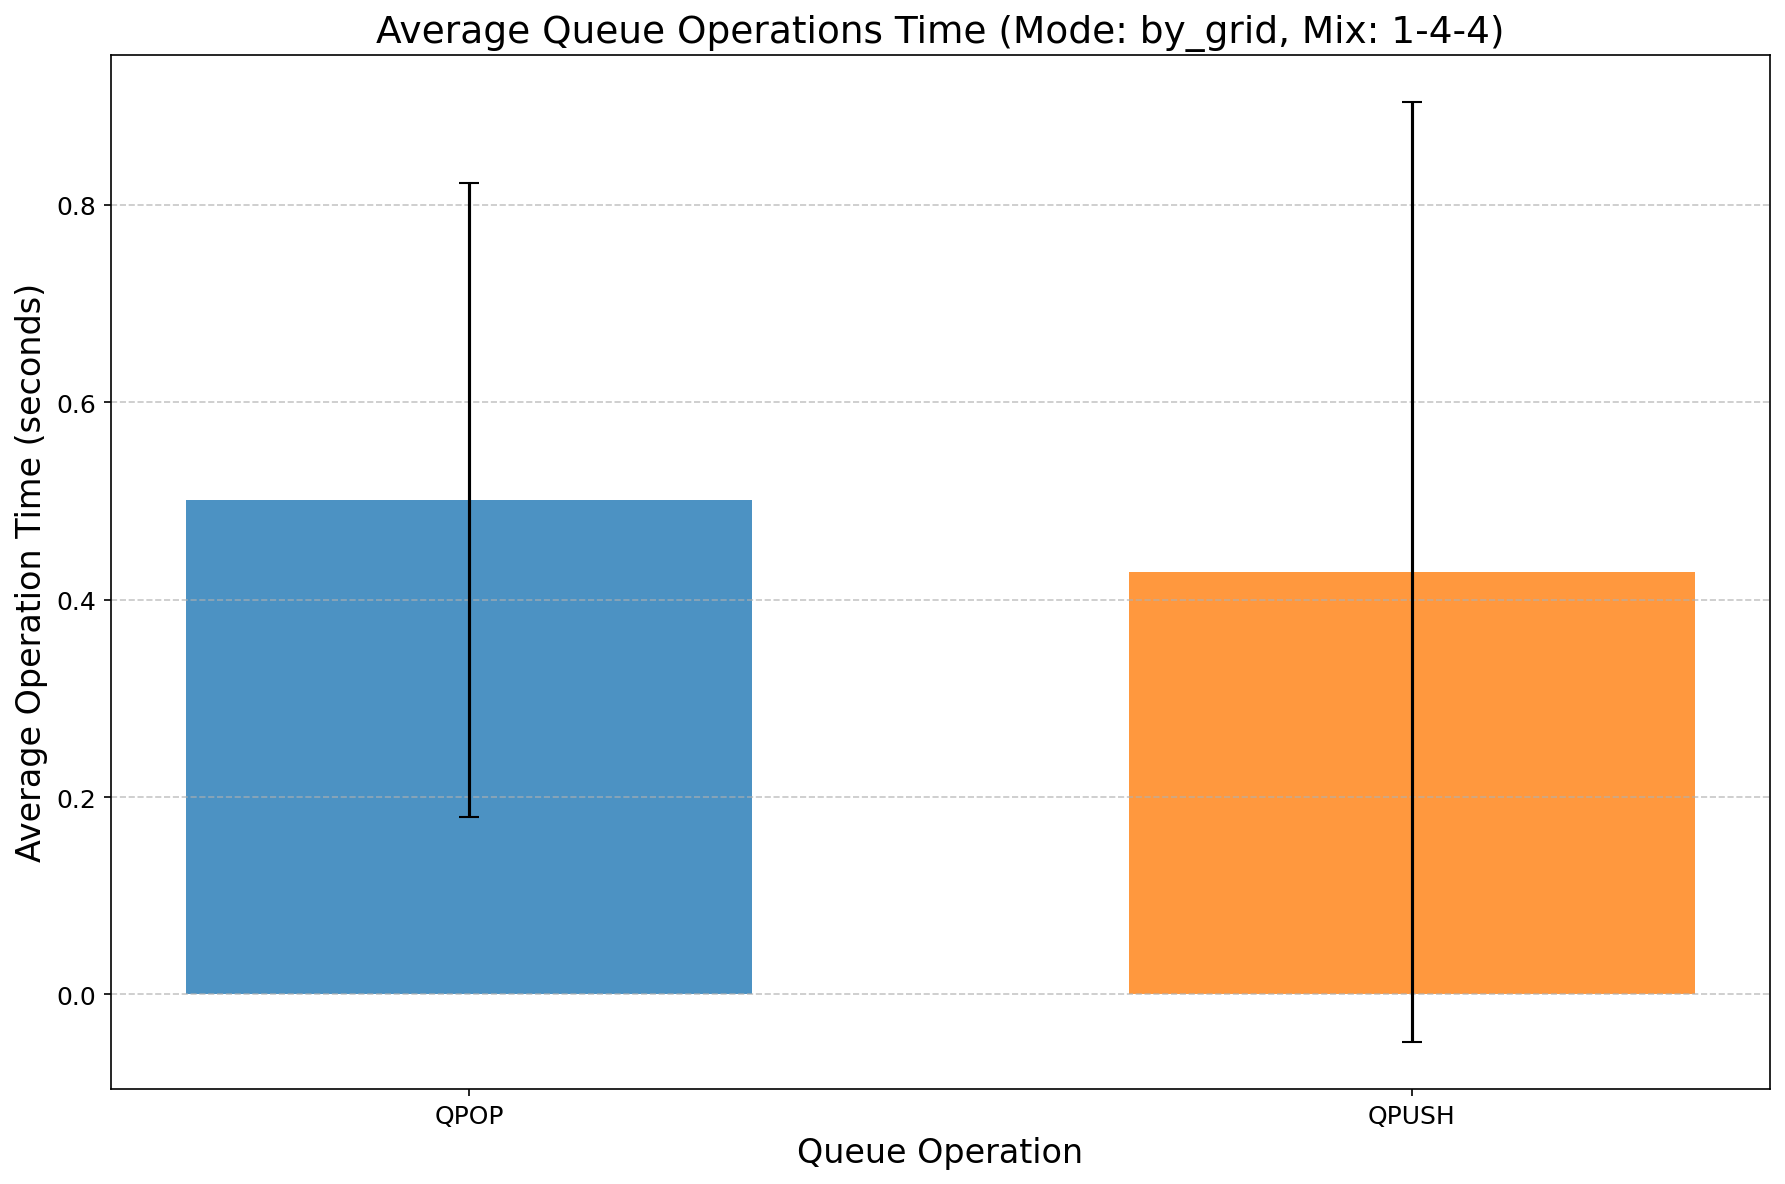 Average Queue Operations Time (Mode: by_grid, Mix: 1-4-4)
Average Operation Time (seconds)
0.8
0.6
0.4
0.2
0.0
QPOP
QPUSH
Queue Operation